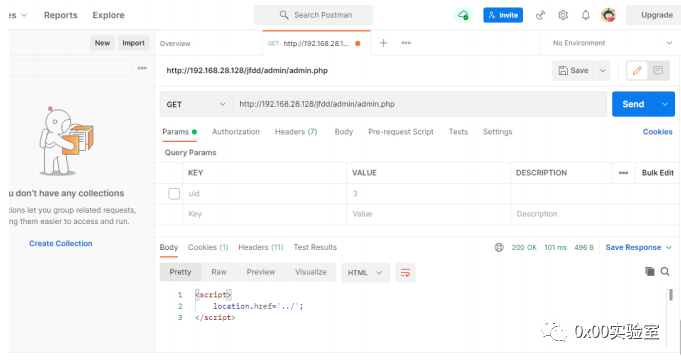 es Reports Explore Search Postman Invite Upgrade
New Import Overview GET http://192.168.28.1... + ••• No Environment
••• http://192.168.28.128/jfdd/admin/admin.php Save
GET http://192.168.28.128/jfdd/admin/admin.php Send
Params Authorization Headers (7) Body Pre-request Script Tests Settings Cookies
Query Params
KEY VALUE DESCRIPTION ••• Bulk Edit
uid 3
Key Value Description
u don't have any collections
tions let you group related requests,
ng them easier to access and run.
Create Collection
Body Cookies (1) Headers (11) Test Results 200 OK 101 ms 496 B Save Response
Pretty Raw Preview Visualize HTML
1 <script>
2 location.href='../';
3 </script>
0x00实验室